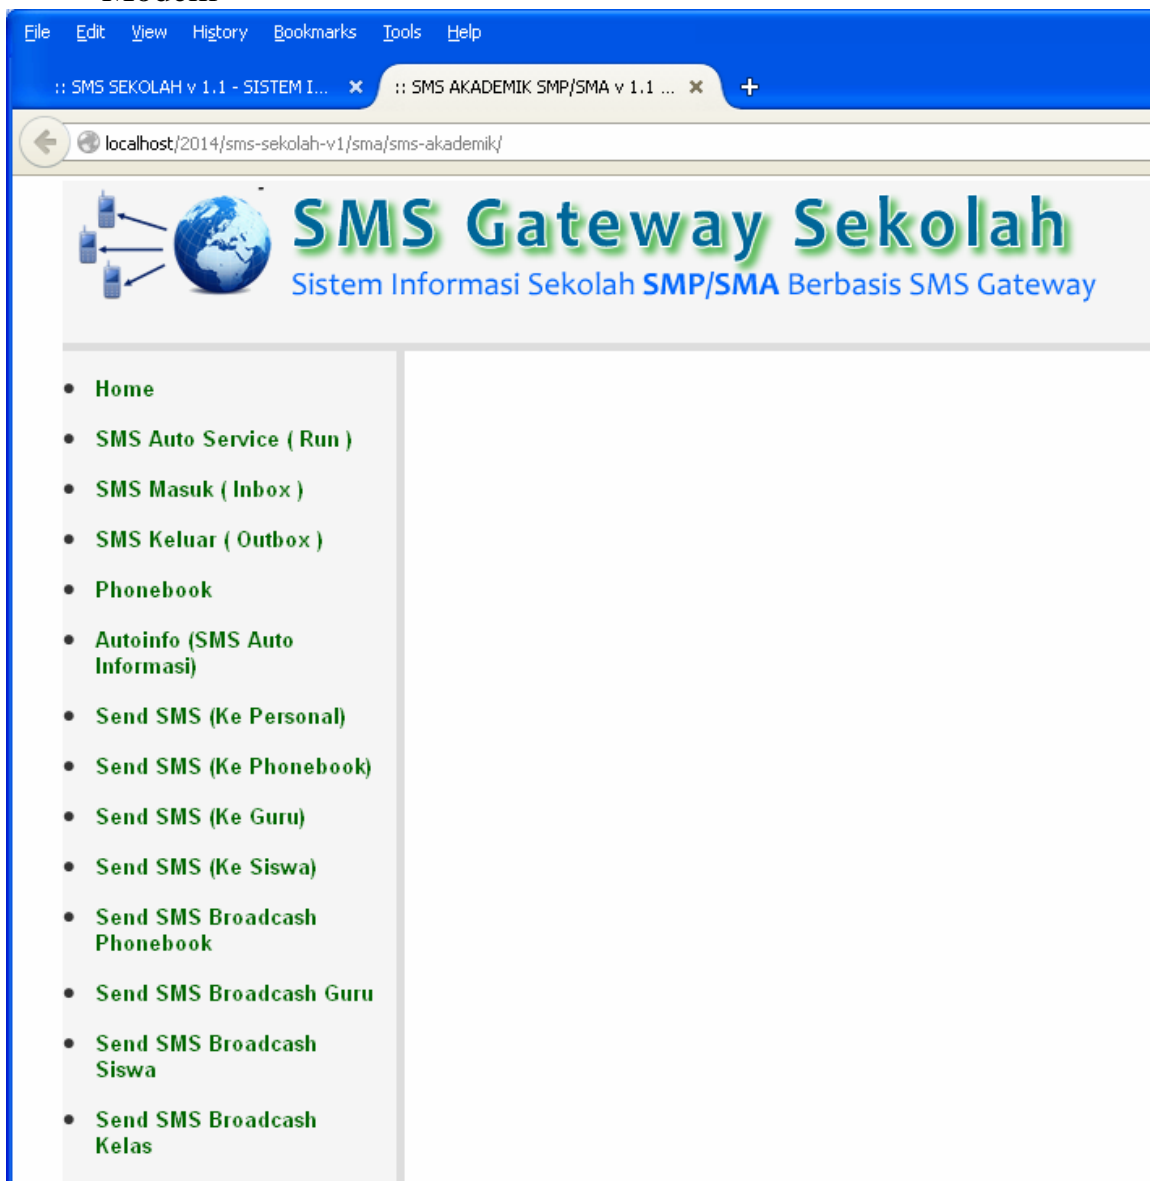 Modem
File Edit View History Bookmarks Tools Help
:: SMS SEKOLAH v 1.1 - SISTEM I... :: SMS AKADEMIK SMP/SMA v 1.1 ...
localhost/2014/sms-sekolah-v1/sma/sms-akademik/
SMS Gateway Sekolah
Sistem Informasi Sekolah SMP/SMA Berbasis SMS Gateway
Home
SMS Auto Service ( Run )
SMS Masuk ( Inbox )
SMS Keluar ( Outbox )
Phonebook
Autoinfo (SMS Auto
Informasi)
Send SMS (Ke Personal)
Send SMS (Ke Phonebook)
Send SMS (Ke Guru)
Send SMS (Ke Siswa)
Send SMS Broadcash
Phonebook
Send SMS Broadcash Guru
Send SMS Broadcash
Siswa
Send SMS Broadcash
Kelas